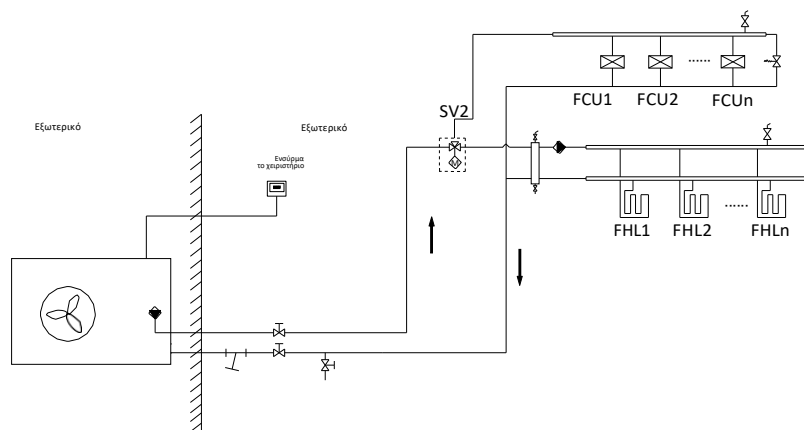 FCU1
FCU2
FCUn
SV2
Εξωτερικό
Εξωτερικό
Ενσύρμα
το χειριστήριο
M
FHL1
FHL2
FHLn